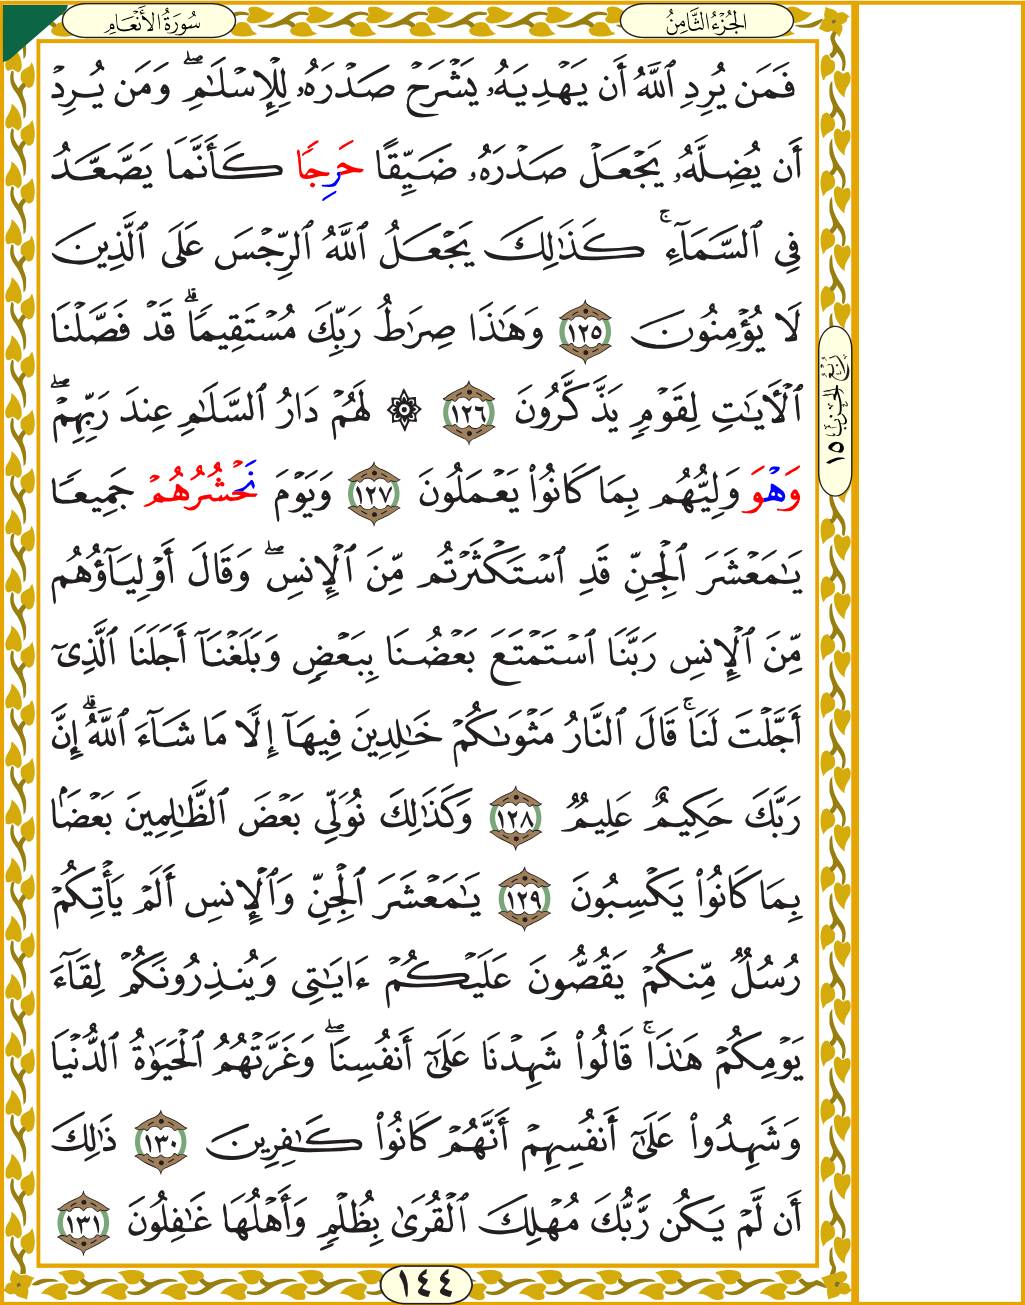 سُورَةُ الأَنْعَامِ
الجُزْءُ الثَّامِنُ
فَمَن يُرِدِ ٱللَّهُ أَن يَهْدِيَهُۥ يَشْرَحْ صَدْرَهُۥ لِلْإِسْلَٰمِ ۖ وَمَن يُرِدْ
أَن يُضِلَّهُۥ يَجْعَلْ صَدْرَهُۥ ضَيِّقًا حَرِجًا كَأَنَّمَا يَصَّعَّدُ
فِي ٱلسَّمَآءِ ۚ كَذَٰلِكَ يَجْعَلُ ٱللَّهُ ٱلرِّجْسَ عَلَى ٱلَّذِينَ
لَا يُؤْمِنُونَ ١٢٥ وَهَٰذَا صِرَٰطُ رَبِّكَ مُسْتَقِيمًا ۗ قَدْ فَصَّلْنَا
ٱلْـَٔايَٰتِ لِقَوْمٍ يَذَّكَّرُونَ ١٢٦ ۞ لَهُمْ دَارُ ٱلسَّلَٰمِ عِندَ رَبِّهِمْ ۖ
وَهْوَ وَلِيُّهُم بِمَا كَانُوا۟ يَعْمَلُونَ ١٢٧ وَيَوْمَ نَحْشُرُهُمْ جَمِيعًا
يَٰمَعْشَرَ ٱلْجِنِّ قَدِ ٱسْتَكْثَرْتُم مِّنَ ٱلْإِنسِ ۖ وَقَالَ أَوْلِيَآؤُهُم
مِّنَ ٱلْإِنسِ رَبَّنَا ٱسْتَمْتَعَ بَعْضُنَا بِبَعْضٍ وَبَلَغْنَآ أَجَلَنَا ٱلَّذِىٓ
أَجَّلْتَ لَنَا ۚ قَالَ ٱلنَّارُ مَثْوَىٰكُمْ خَٰلِدِينَ فِيهَآ إِلَّا مَا شَآءَ ٱللَّهُ ۗ إِنَّ
رَبَّكَ حَكِيمٌ عَلِيمٌ ١٢٨ وَكَذَٰلِكَ نُوَلِّى بَعْضَ ٱلظَّٰلِمِينَ بَعْضًۢا
بِمَا كَانُوا۟ يَكْسِبُونَ ١٢٩ يَٰمَعْشَرَ ٱلْجِنِّ وَٱلْإِنسِ أَلَمْ يَأْتِكُمْ
رُسُلٌ مِّنكُمْ يَقُصُّونَ عَلَيْكُمْ ءَايَٰتِى وَيُنذِرُونَكُمْ لِقَآءَ
يَوْمِكُمْ هَٰذَا ۚ قَالُوا۟ شَهِدْنَا عَلَىٰٓ أَنفُسِنَا ۖ وَغَرَّتْهُمُ ٱلْحَيَوٰةُ ٱلدُّنْيَا
وَشَهِدُوا۟ عَلَىٰٓ أَنفُسِهِمْ أَنَّهُمْ كَانُوا۟ كَٰفِرِينَ ١٣٠ ذَٰلِكَ
أَن لَّمْ يَكُن رَّبُّكَ مُهْلِكَ ٱلْقُرَىٰ بِظُلْمٍ وَأَهْلُهَا غَٰفِلُونَ ١٣١
رُبْعُ الْحِزْبِ ١٥
١٤٤